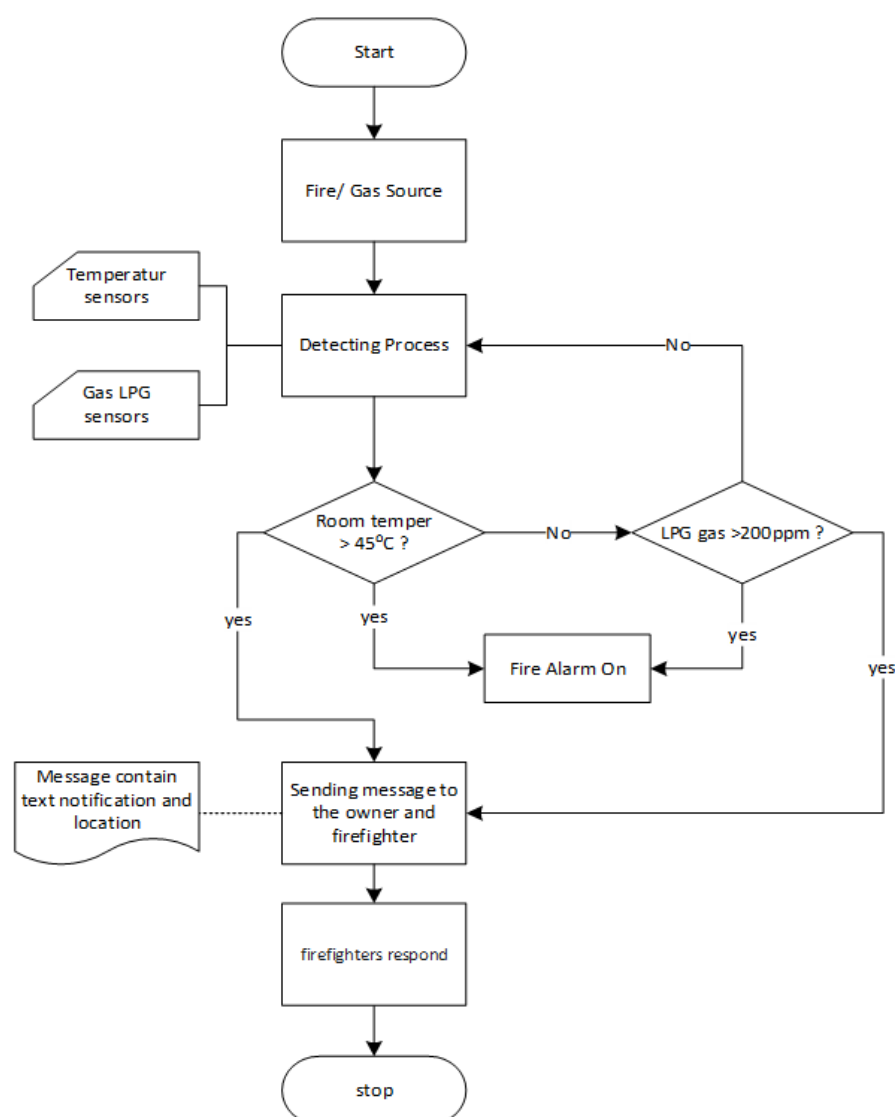 Start
Fire/ Gas Source
Temperatur
sensors
Detecting Process
No
Gas LPG
sensors
Room temper
> 45⁰C ?
No
LPG gas >200ppm ?
yes
yes
yes
yes
Fire Alarm On
Message contain
text notification and
location
Sending message to
the owner and
firefighter
firefighters respond
stop